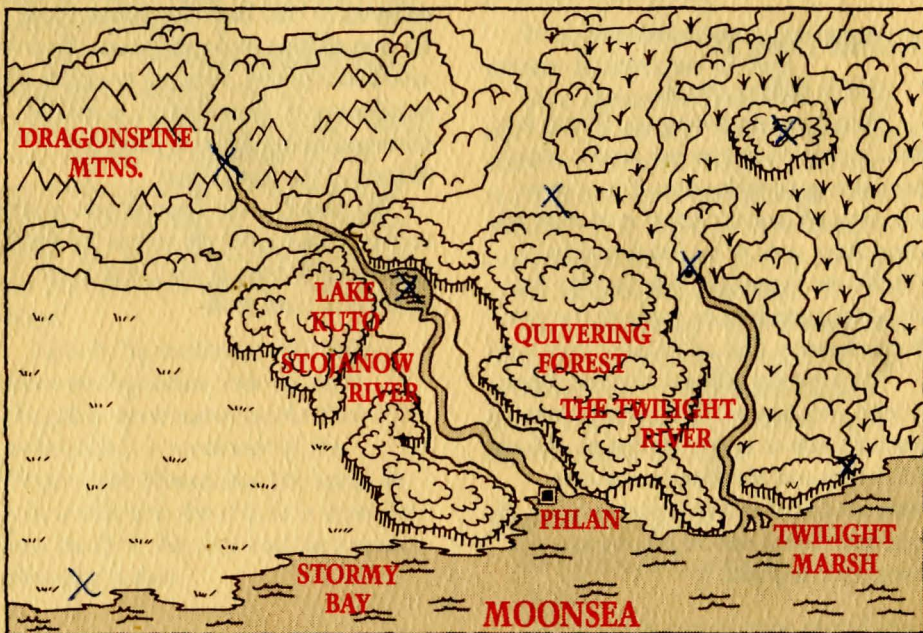 DRAGONSPINE
MTNS.
LAKE
KUTO
STOJANOW
RIVER
QUIVERING
FOREST
THE TWILIGHT
RIVER
PHLAN
TWILIGHT
MARSH
STORMY
BAY
MOONSEA